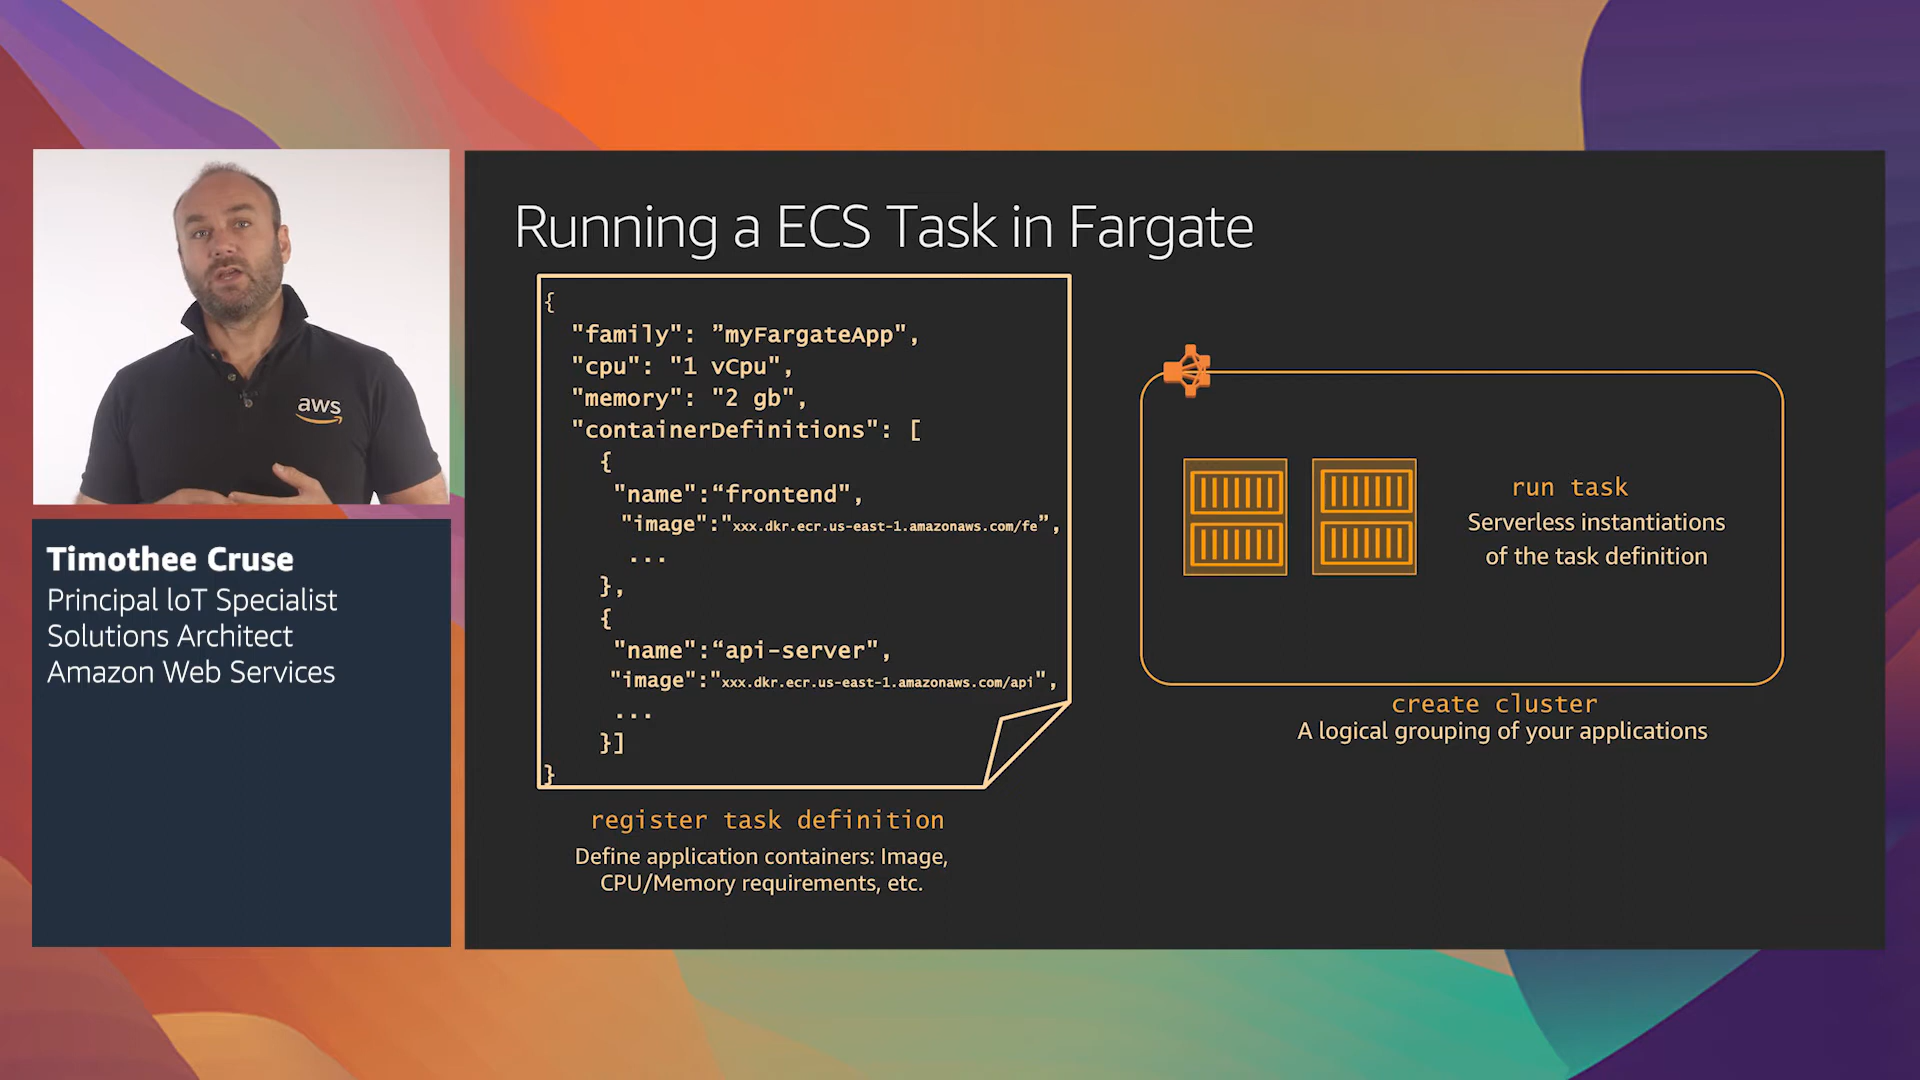 aws
Timothee Cruse
Principal IoT Specialist
Solutions Architect
Amazon Web Services
Running a ECS Task in Fargate
{
"family": ”myFargateApp",
"cpu": "1 vCpu",
"memory": "2 gb",
"containerDefinitions": [
{
"name":“frontend",
"image":"xxx.dkr.ecr.us-east-1.amazonaws.com/fe”,
...
},
{
"name":“api-server",
"image":"xxx.dkr.ecr.us-east-1.amazonaws.com/api",
...
}]
}
register task definition
Define application containers: Image,
CPU/Memory requirements, etc.
run task
Serverless instantiations
of the task definition
create cluster
A logical grouping of your applications